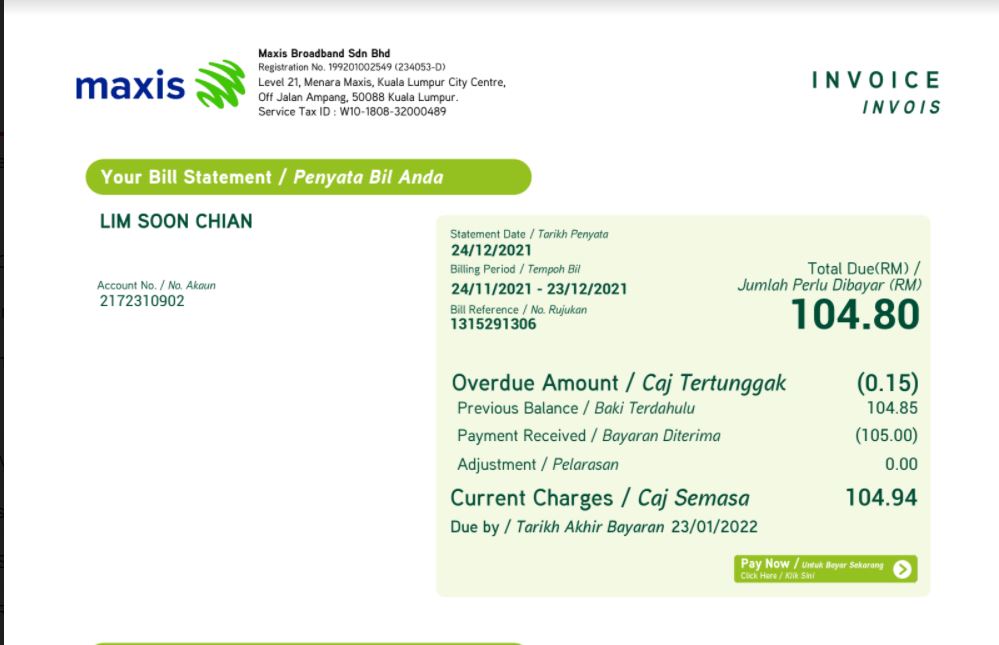 maxis
Maxis Broadband Sdn Bhd
Registration No. 199201002549 (234053-D)
Level 21, Menara Maxis, Kuala Lumpur City Centre,
Off Jalan Ampang, 50088 Kuala Lumpur.
Service Tax ID : W10-1808-32000489
INVOICE
INVOIS
Your Bill Statement / Penyata Bil Anda
LIM SOON CHIAN
Account No. / No. Akaun
2172310902
Statement Date / Tarikh Penyata
24/12/2021
Billing Period / Tempoh Bil
24/11/2021 - 23/12/2021
Bill Reference / No. Rujukan
1315291306
Total Due(RM) /
Jumlah Perlu Dibayar (RM)
104.80
Overdue Amount / Caj Tertunggak (0.15)
Previous Balance / Baki Terdahulu 104.85
Payment Received / Bayaran Diterima (105.00)
Adjustment / Pelarasan 0.00
Current Charges / Caj Semasa 104.94
Due by / Tarikh Akhir Bayaran 23/01/2022
Pay Now / Untuk Bayar Sekarang
Click Here / Klik Sini